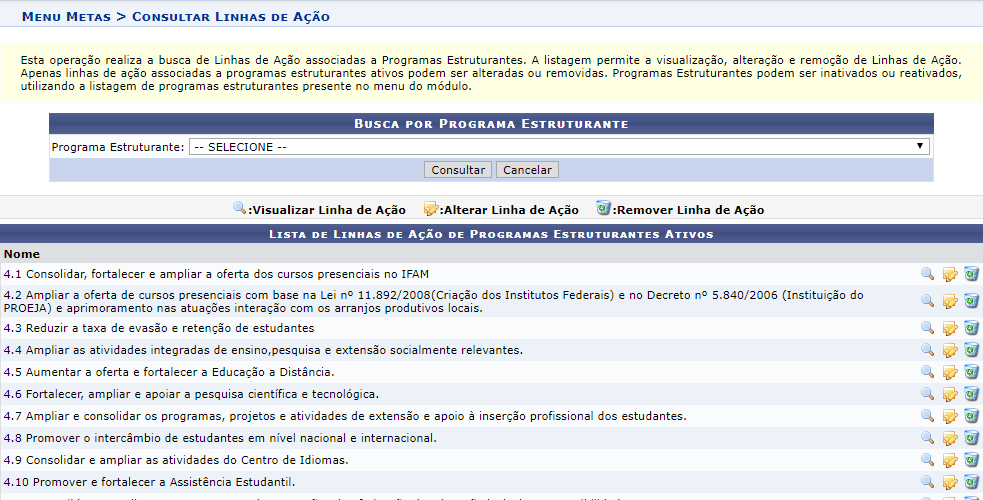 Menu Metas > Consultar Linhas de Ação
Esta operação realiza a busca de Linhas de Ação associadas a Programas Estruturantes. A listagem permite a visualização, alteração e remoção de Linhas de Ação.
Apenas linhas de ação associadas a programas estruturantes ativos podem ser alteradas ou removidas. Programas Estruturantes podem ser inativados ou reativados,
utilizando a listagem de programas estruturantes presente no menu do módulo.
Busca por Programa Estruturante
Programa Estruturante: -- SELECIONE --
Consultar Cancelar
:Visualizar Linha de Ação :Alterar Linha de Ação :Remover Linha de Ação
Lista de Linhas de Ação de Programas Estruturantes Ativos
Nome
4.1 Consolidar, fortalecer e ampliar a oferta dos cursos presenciais no IFAM
4.2 Ampliar a oferta de cursos presenciais com base na Lei nº 11.892/2008(Criação dos Institutos Federais) e no Decreto nº 5.840/2006 (Instituição do
PROEJA) e aprimoramento nas atuações interação com os arranjos produtivos locais.
4.3 Reduzir a taxa de evasão e retenção de estudantes
4.4 Ampliar as atividades integradas de ensino,pesquisa e extensão socialmente relevantes.
4.5 Aumentar a oferta e fortalecer a Educação a Distância.
4.6 Fortalecer, ampliar e apoiar a pesquisa científica e tecnológica.
4.7 Ampliar e consolidar os programas, projetos e atividades de extensão e apoio à inserção profissional dos estudantes.
4.8 Promover o intercâmbio de estudantes em nível nacional e internacional.
4.9 Consolidar e ampliar as atividades do Centro de Idiomas.
4.10 Promover e fortalecer a Assistência Estudantil.